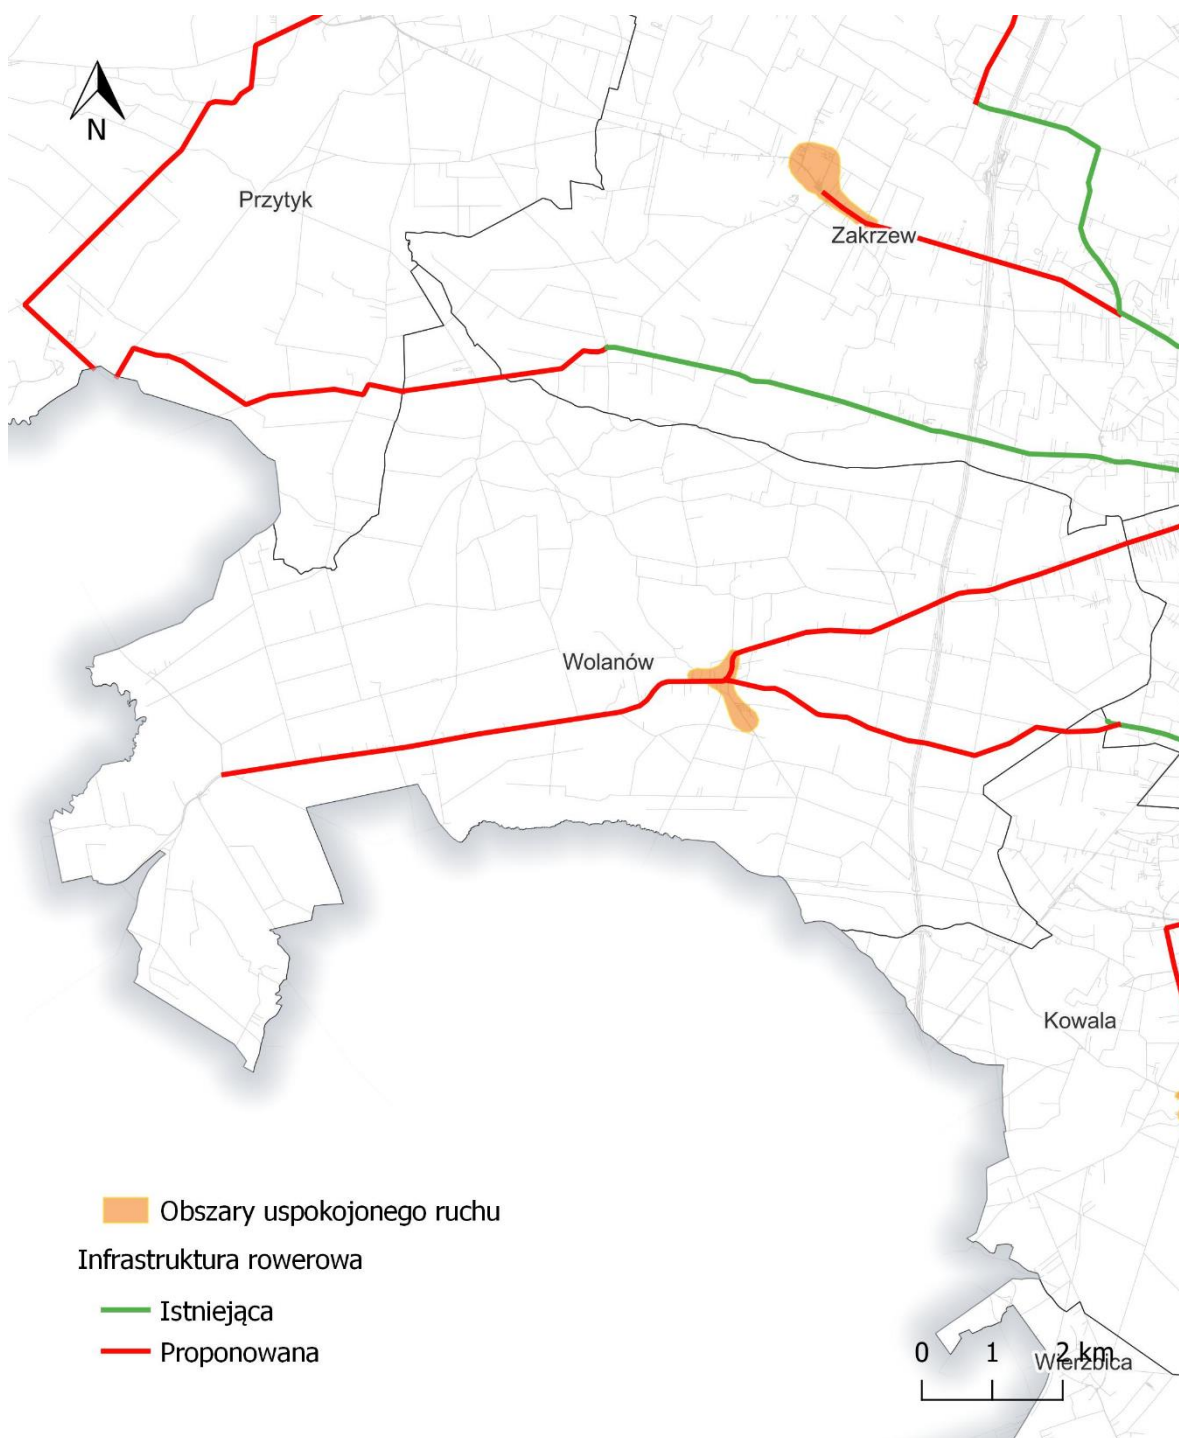 N
Przytyk
Zakrzew
Wolanów
Kowala
Obszary uspokojonego ruchu
Infrastruktura rowerowa
Istniejąca
Proponowana
0 1 2 km
Wierzbica